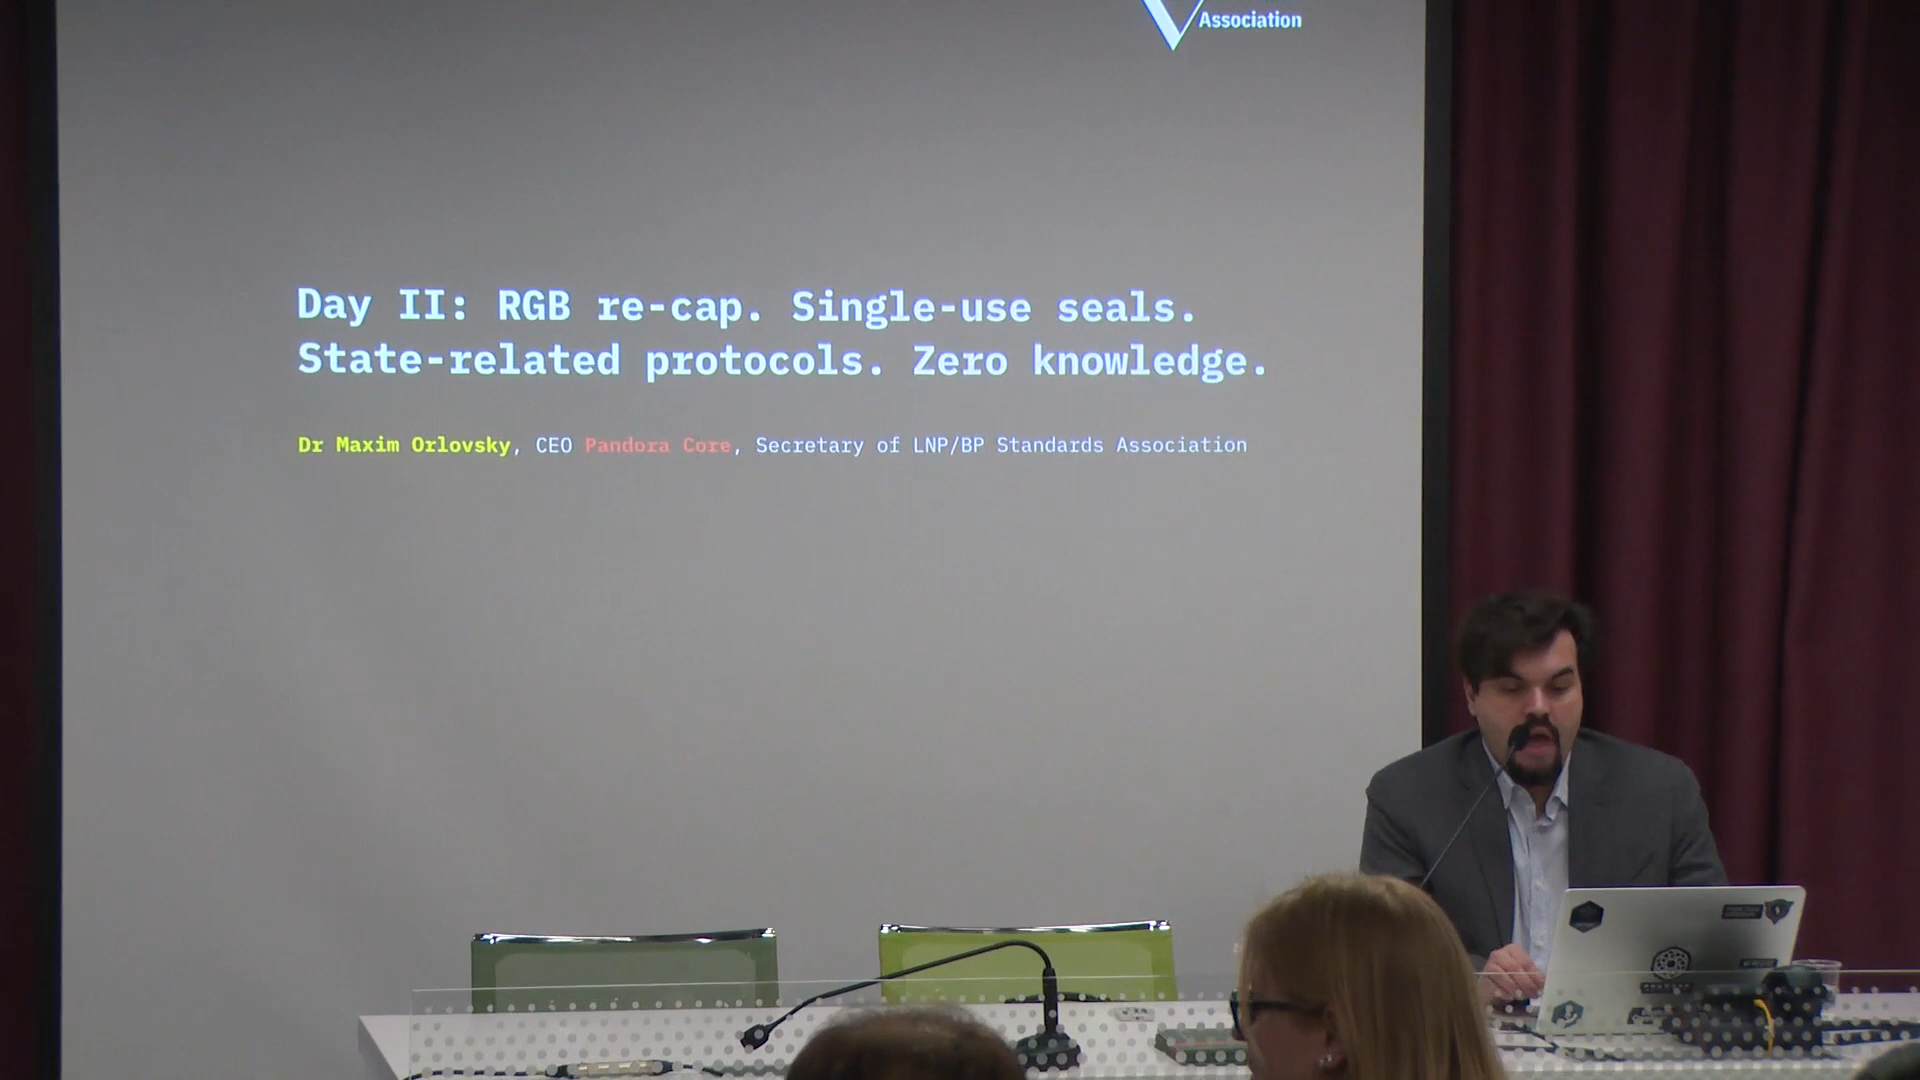 Association
Day II: RGB re-cap. Single-use seals.
State-related protocols. Zero knowledge.
Dr Maxim Orlovsky, CEO Pandora Core, Secretary of LNP/BP Standards Association